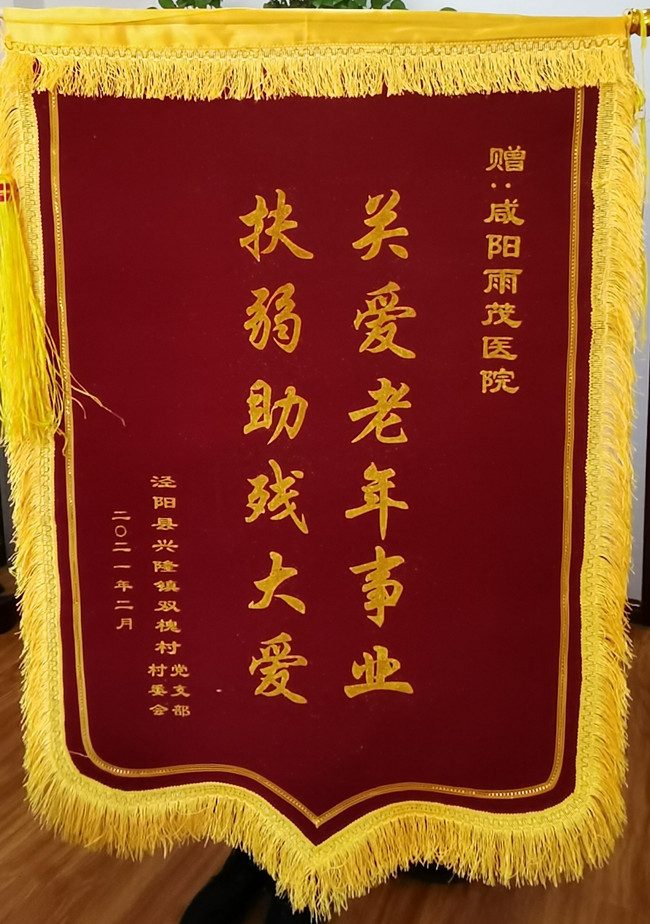 赠:咸阳雨茂医院
关爱老年事业
扶弱助残大爱
泾阳县兴隆镇双槐村党支部
村委会
二〇二一年二月